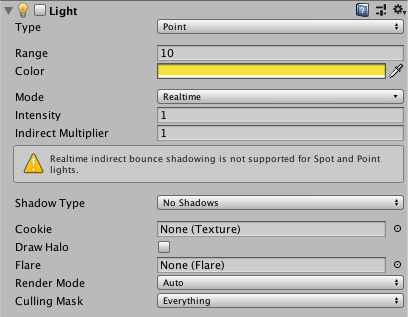 Light
Type Point
Range 10
Color
Mode Realtime
Intensity 1
Indirect Multiplier 1
Realtime indirect bounce shadowing is not supported for Spot and Point
lights.
Shadow Type No Shadows
Cookie None (Texture)
Draw Halo
Flare None (Flare)
Render Mode Auto
Culling Mask Everything